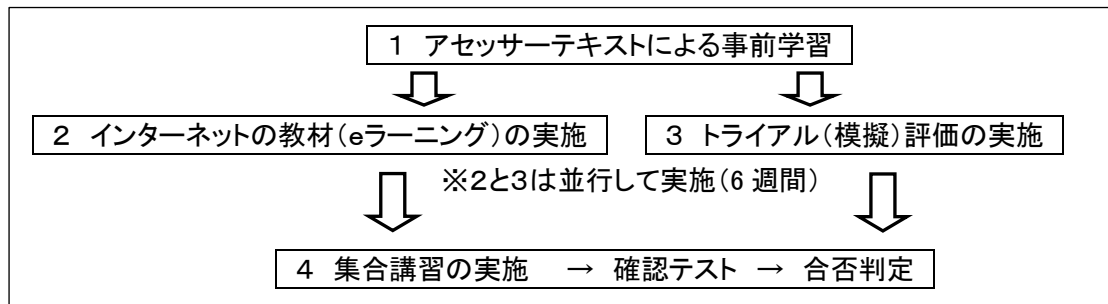 １　アセッサーテキストによる事前学習
２　インターネットの教材（eラーニング）の実施
３　トライアル（模擬）評価の実施
※２と３は並行して実施（6 週間）
４　集合講習の実施　→　確認テスト　→　合否判定